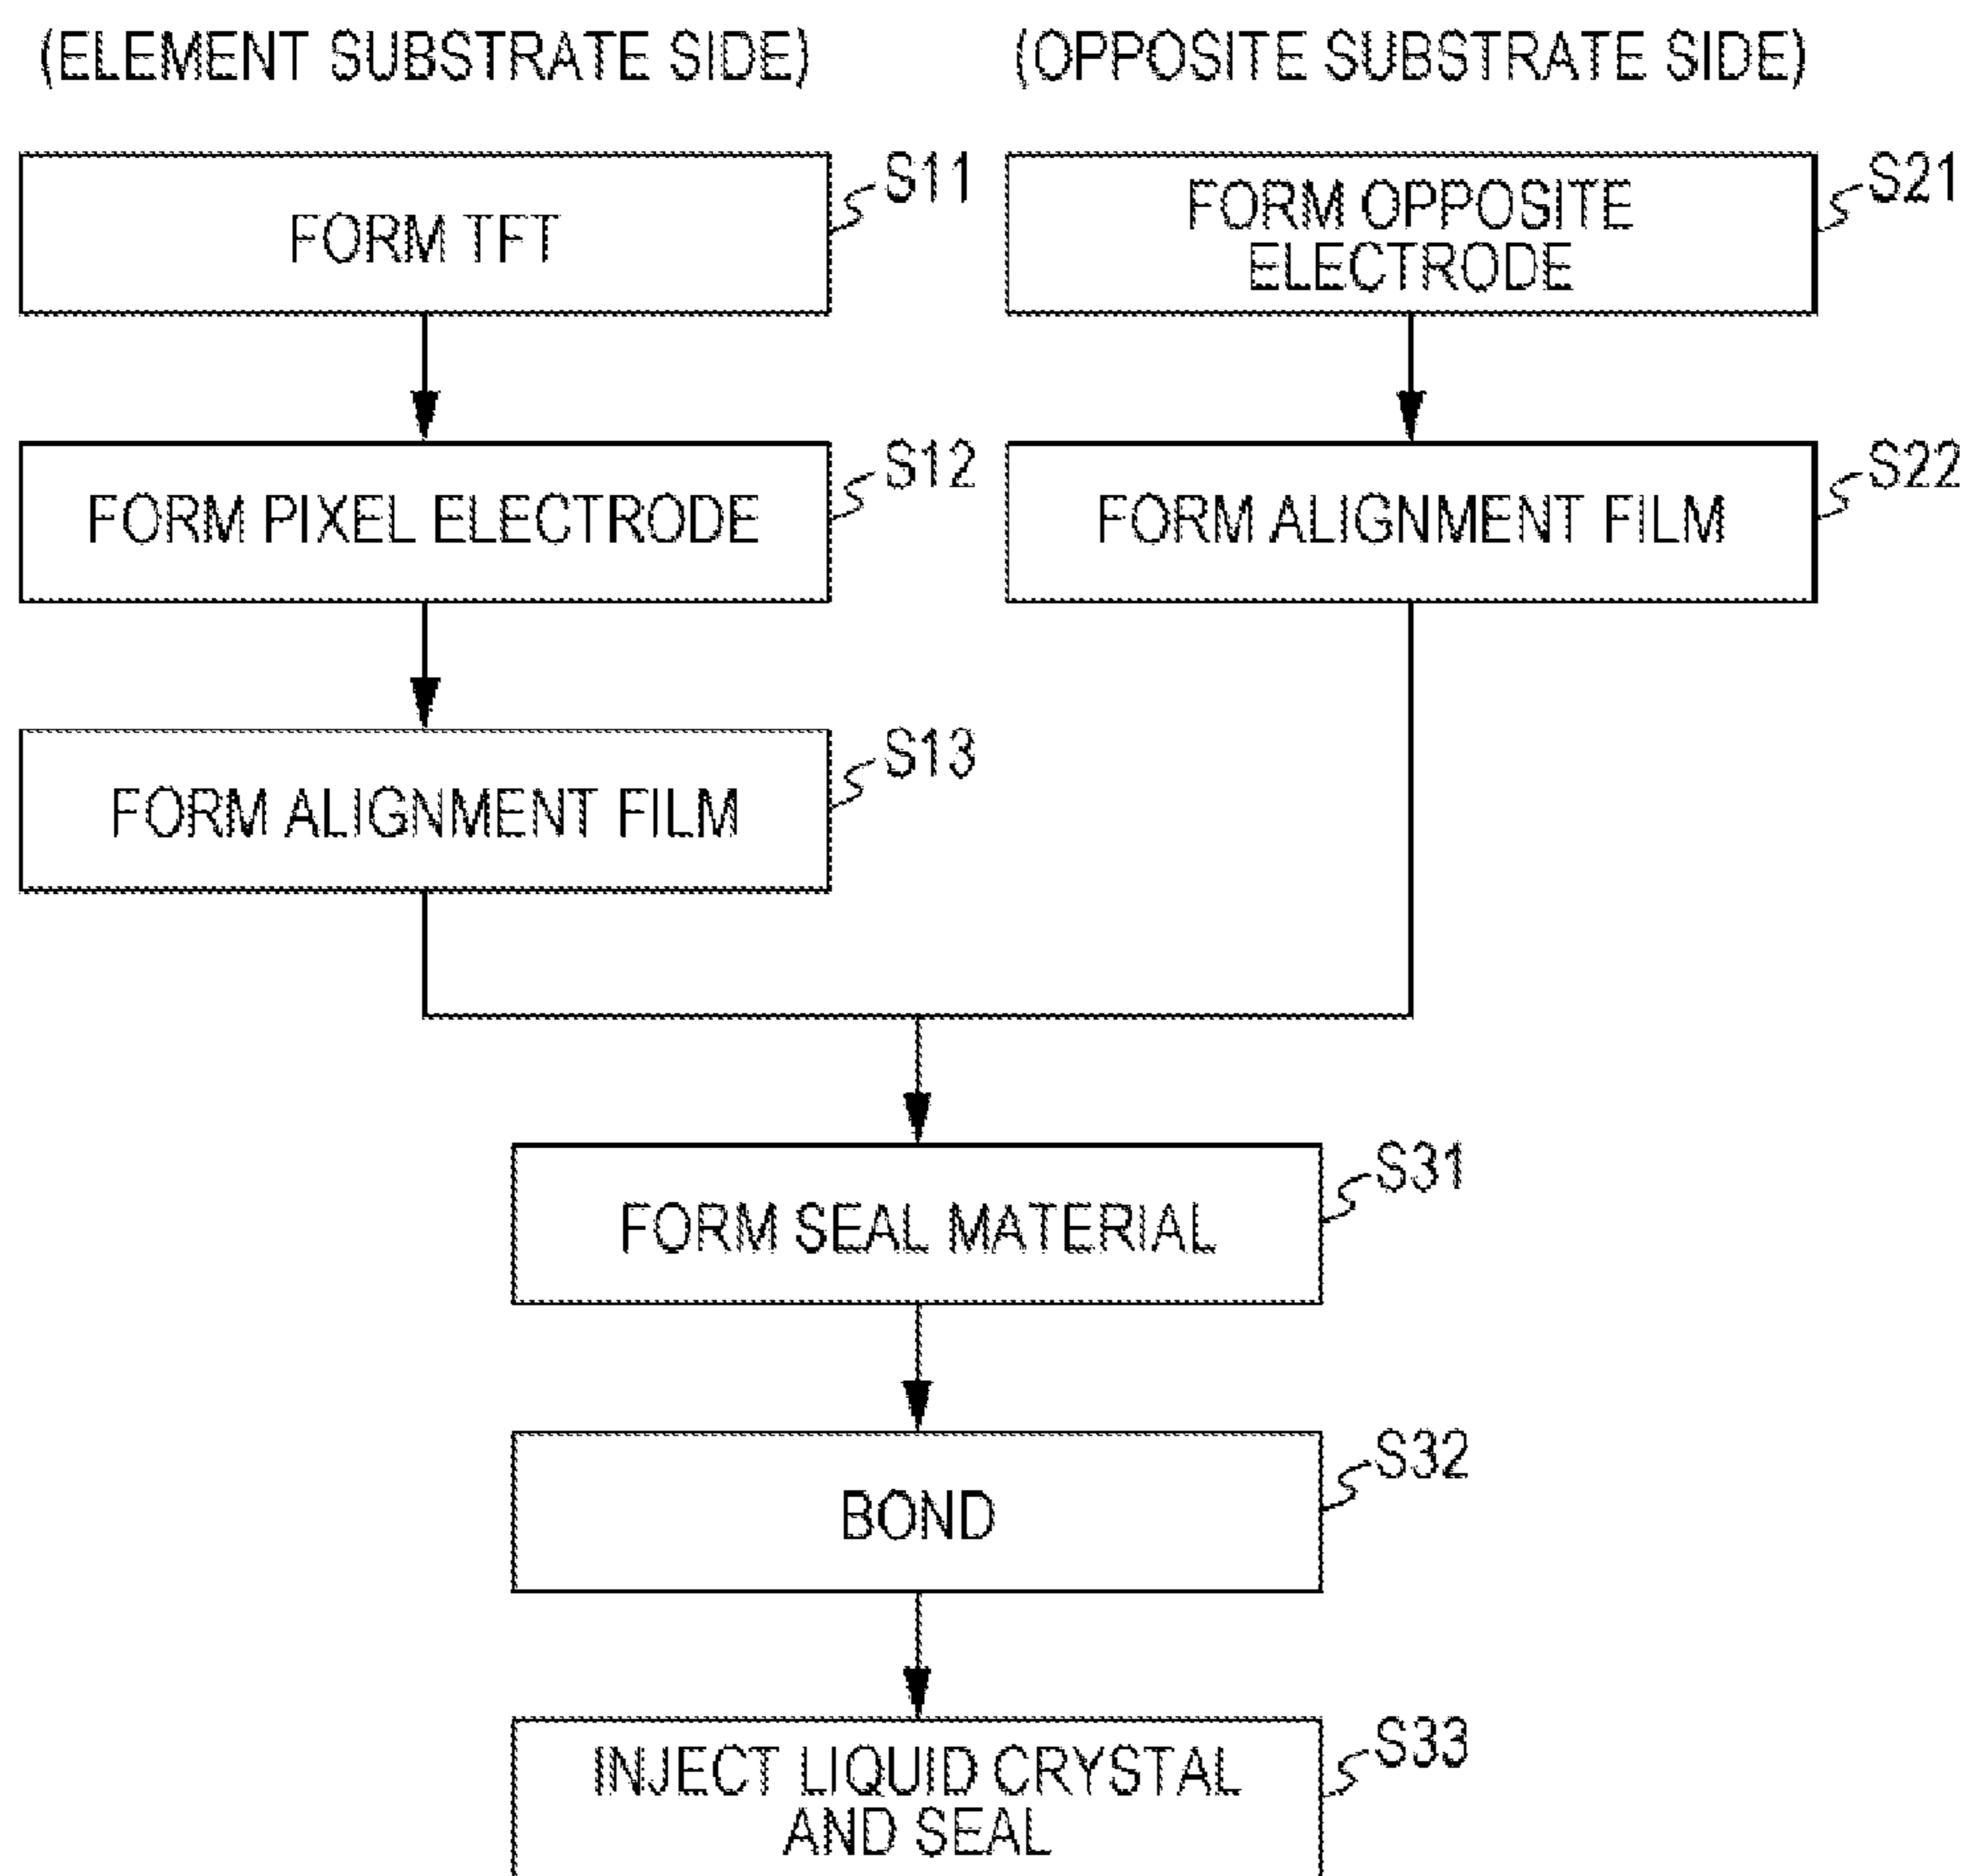 (ELEMENT SUBSTRATE SIDE)
(OPPOSITE SUBSTRATE SIDE)
S11
FORM TFT
S21
FORM OPPOSITE
ELECTRODE
S12
FORM PIXEL ELECTRODE
S22
FORM ALIGNMENT FILM
S13
FORM ALIGNMENT FILM
S31
FORM SEAL MATERIAL
S32
BOND
S33
INJECT LIQUID CRYSTAL
AND SEAL